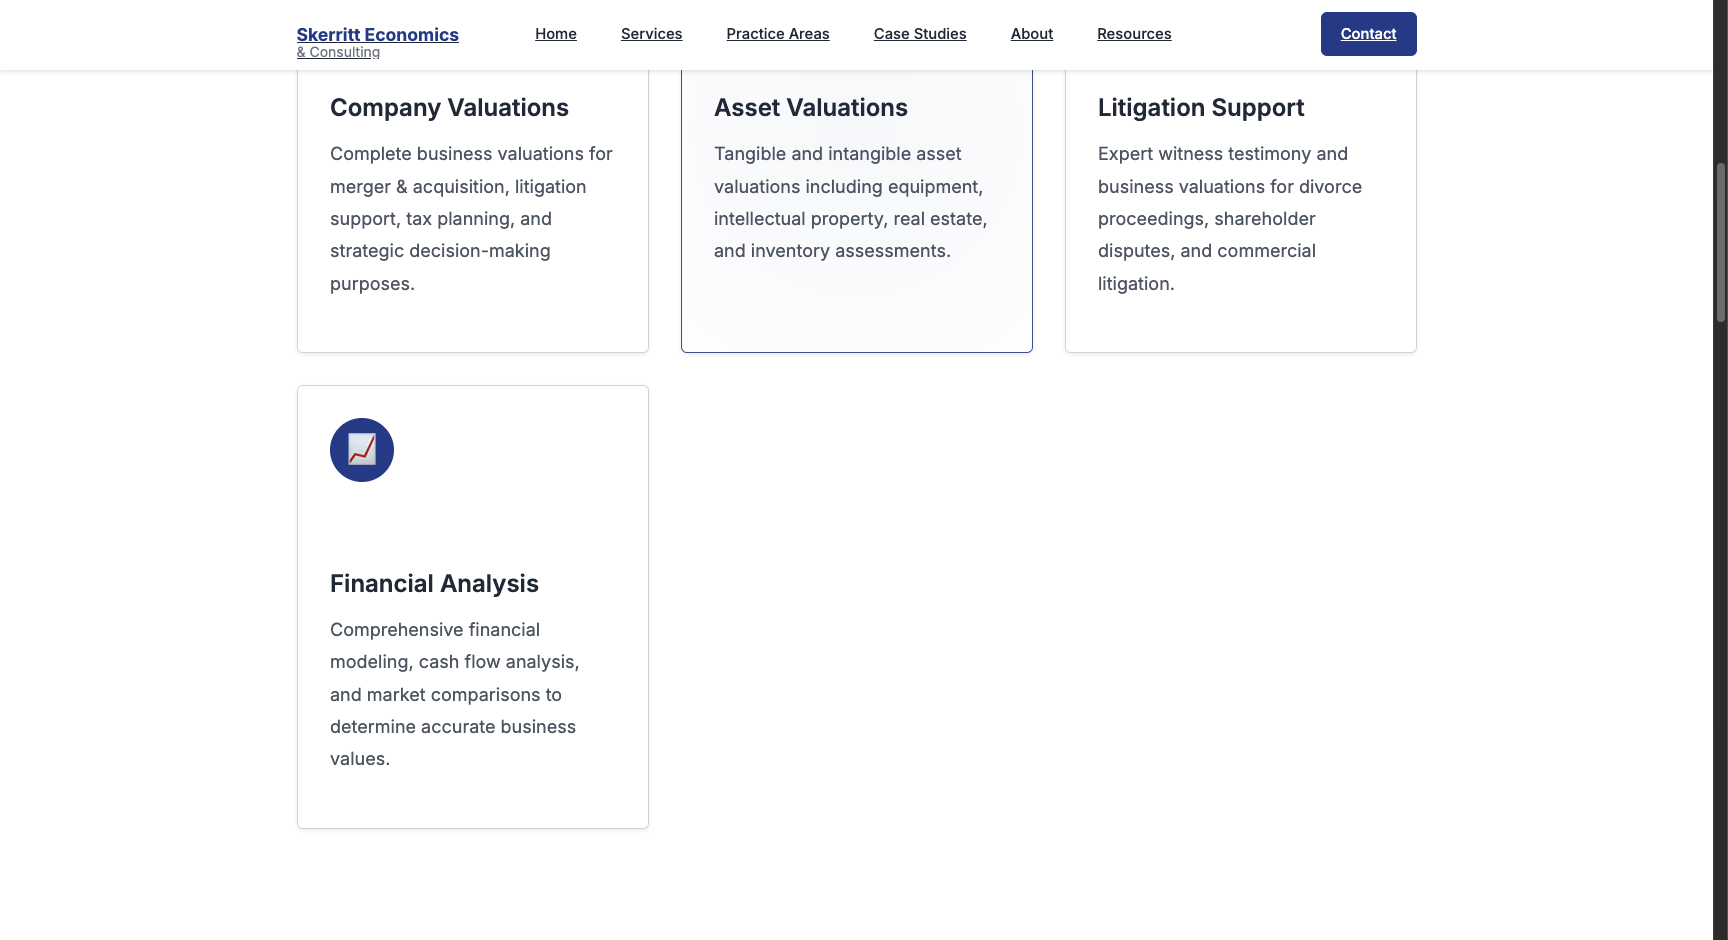 Skerritt Economics
& Consulting
Home
Services
Practice Areas
Case Studies
About
Resources
Contact
Company Valuations
Complete business valuations for
merger & acquisition, litigation
support, tax planning, and
strategic decision-making
purposes.
Asset Valuations
Tangible and intangible asset
valuations including equipment,
intellectual property, real estate,
and inventory assessments.
Litigation Support
Expert witness testimony and
business valuations for divorce
proceedings, shareholder
disputes, and commercial
litigation.
Financial Analysis
Comprehensive financial
modeling, cash flow analysis,
and market comparisons to
determine accurate business
values.